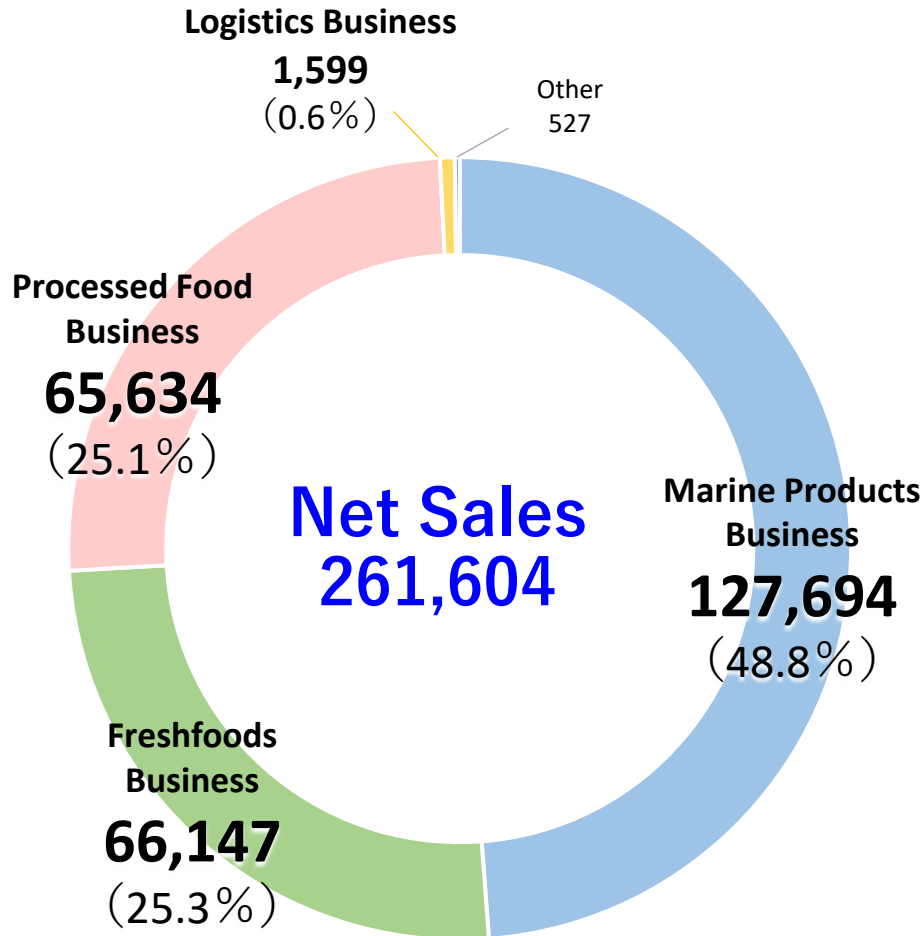 Logistics Business
1,599
（0.6％）
Other
527
Processed Food
Business
65,634
（25.1％）
Net Sales
261,604
Marine Products
Business
127,694
（48.8％）
Freshfoods
Business
66,147
（25.3％）